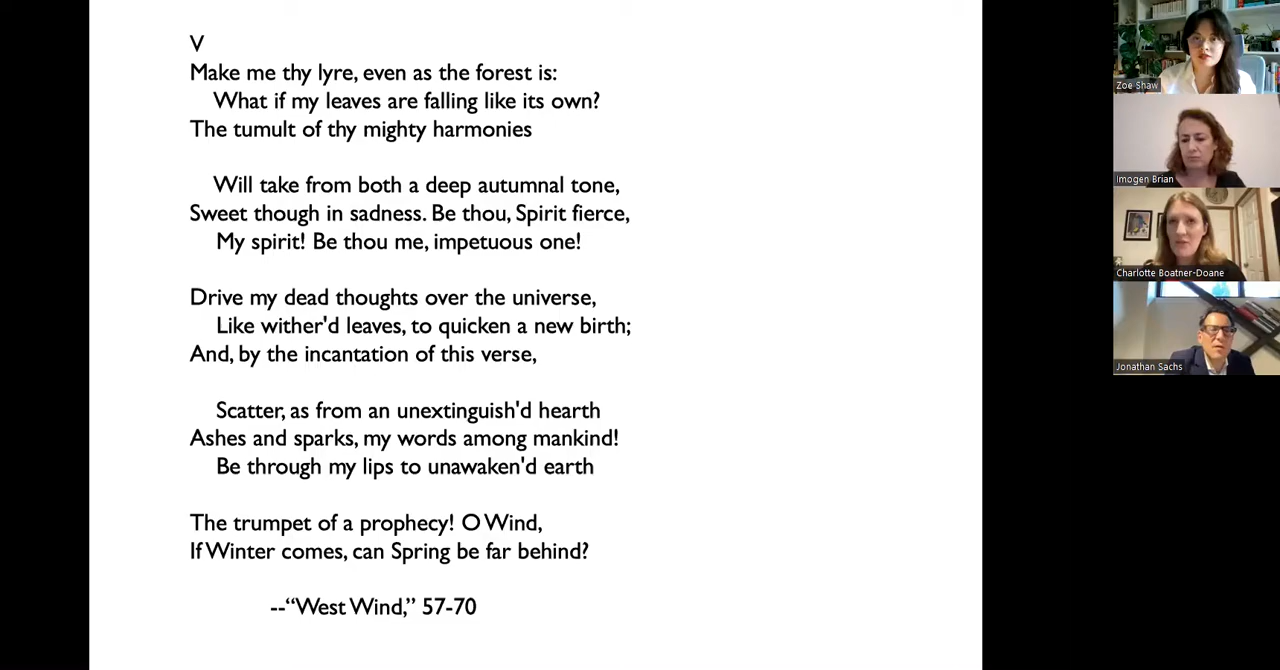 V
Make me thy lyre, even as the forest is:
What if my leaves are falling like its own?
The tumult of thy mighty harmonies
Will take from both a deep autumnal tone,
Sweet though in sadness. Be thou, Spirit fierce,
My spirit! Be thou me, impetuous one!
Drive my dead thoughts over the universe,
Like wither'd leaves, to quicken a new birth;
And, by the incantation of this verse,
Scatter, as from an unextinguish'd hearth
Ashes and sparks, my words among mankind!
Be through my lips to unawaken'd earth
The trumpet of a prophecy! O Wind,
If Winter comes, can Spring be far behind?
--“West Wind,” 57-70
Zoe Shaw
Imogen Brian
Charlotte Boatner-Doane
Jonathan Sachs